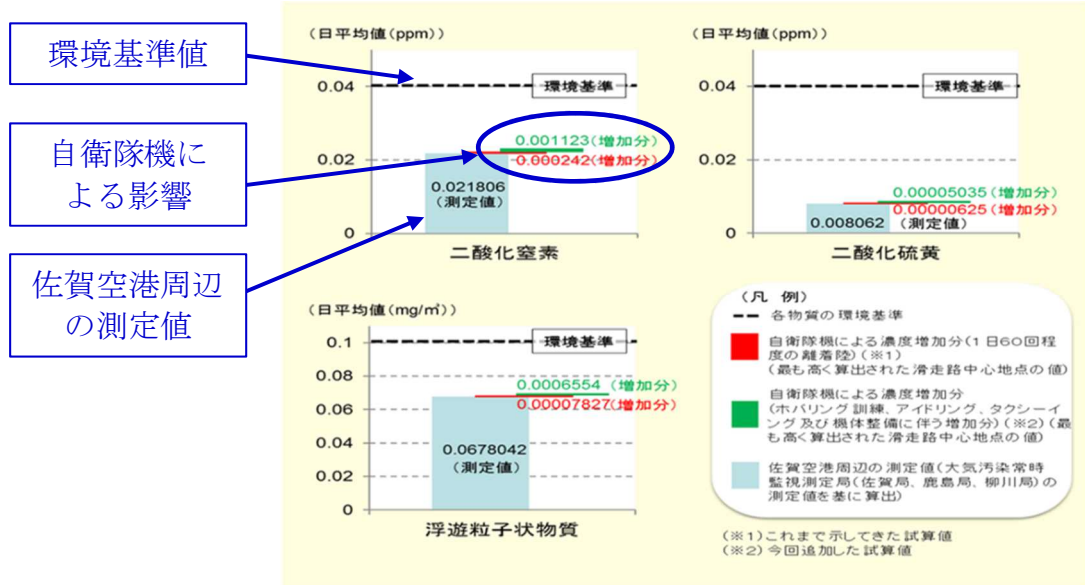 環境基準値
自衛隊機に
よる影響
佐賀空港周辺
の測定値
(日平均値(ppm))
0.04
環境基準
0.001123(増加分)
0.02
0.000242(増加分)
0.021806
(測定値)
0
二酸化窒素
(日平均値(ppm))
0.04
環境基準
0.02
0.00005035(増加分)
0.00000625(増加分)
0.008062 (測定値)
0
二酸化硫黄
(日平均値(mg/㎥))
0.1
環境基準
0.08
0.0006554 (増加分)
0.00007827(増加分)
0.06
0.04
0.0678042
(測定値)
0.02
0
浮遊粒子状物質
(凡 例)
各物質の環境基準
自衛隊機による濃度増加分(1日60回程
度の離着陸)(※1)
(最も高く算出された滑走路中心地点の値)
自衛隊機による濃度増加分
(ホバリング訓練、アイドリング、タクシーイ
ング及び機体整備に伴う増加分)(※2)(最
も高く算出された滑走路中心地点の値)
佐賀空港周辺の測定値(大気汚染常時
監視測定局(佐賀局、鹿島局、柳川局)の
測定値を基に算出)
(※1)これまで示してきた試算値
(※2)今回追加した試算値